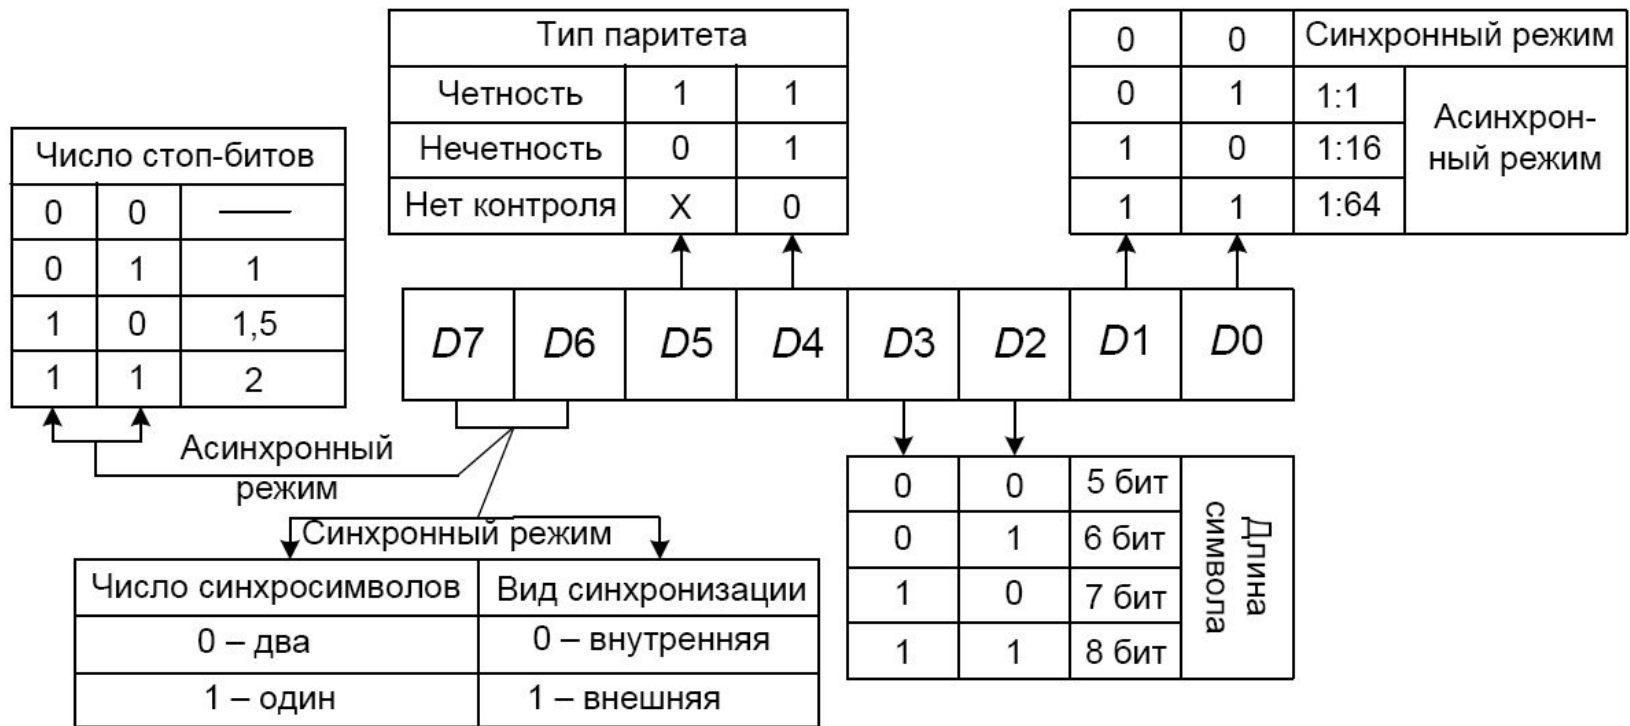 Тип паритета
Четность 1 1
Нечетность 0 1
Нет контроля X 0
0 0 Синхронный режим
0 1 1:1
1 0 1:16
1 1 1:64
Асинхрон-
ный режим
Число стоп-битов
0 0 —
0 1 1
1 0 1,5
1 1 2
D7 D6 D5 D4 D3 D2 D1 D0
Асинхронный
режим
Синхронный режим
Число синхросимволов Вид синхронизации
0 – два 0 – внутренняя
1 – один 1 – внешняя
0 0 5 бит
0 1 6 бит
1 0 7 бит
1 1 8 бит
Длина
символа